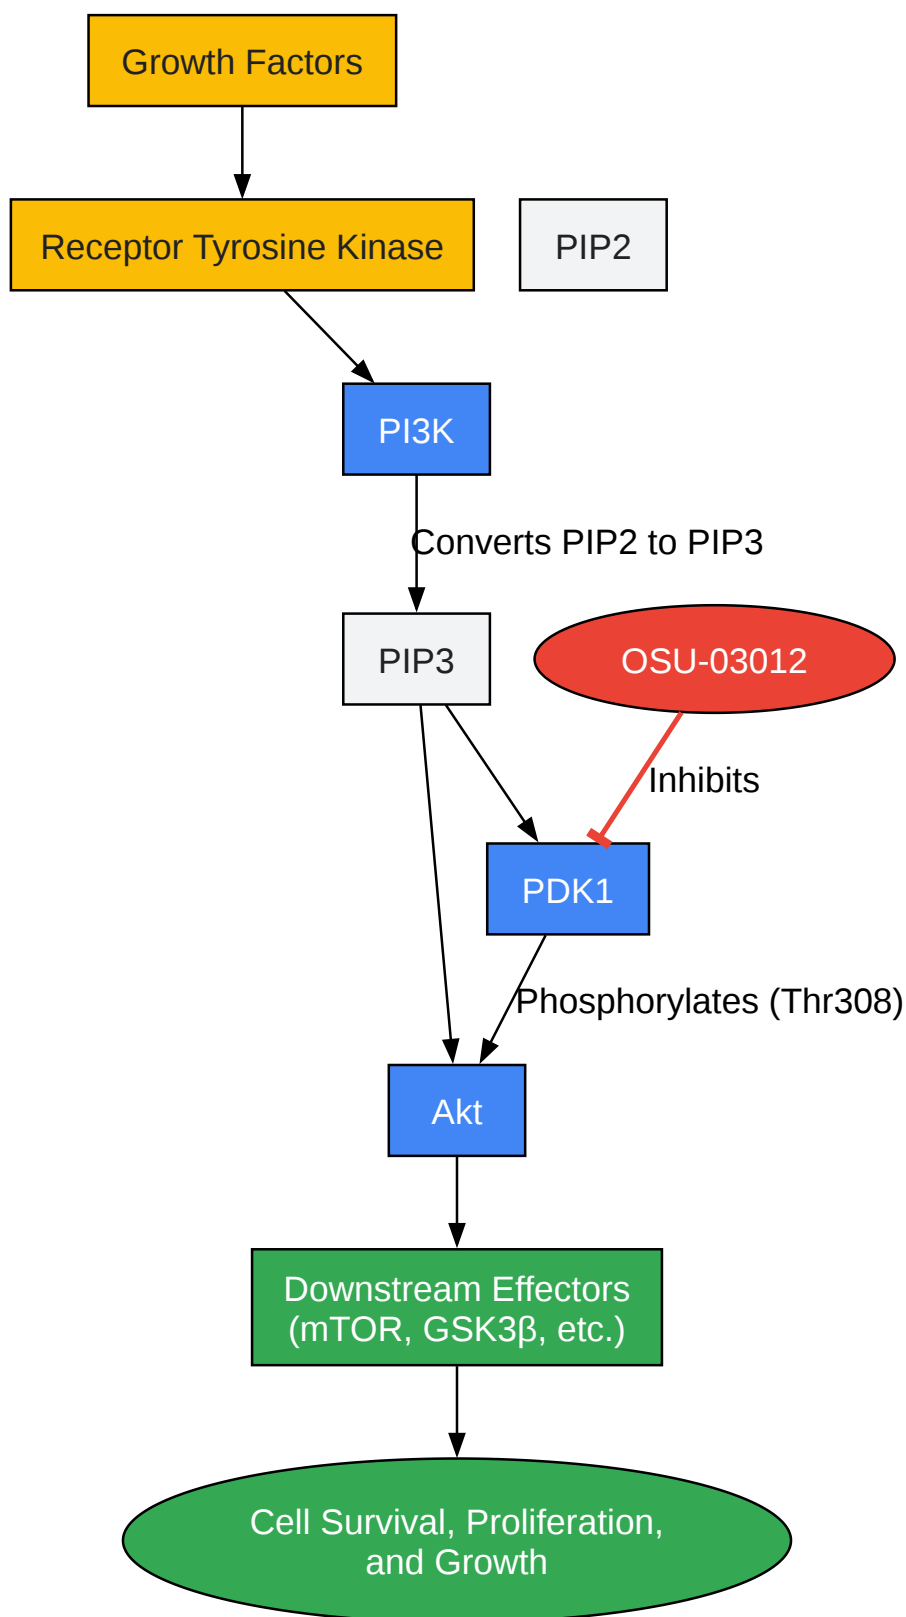 Growth Factors
Receptor Tyrosine Kinase
PIP2
PI3K
Converts PIP2 to PIP3
PIP3
OSU-03012
Inhibits
PDK1
Phosphorylates (Thr308)
Akt
Downstream Effectors
(mTOR, GSK3β, etc.)
Cell Survival, Proliferation,
and Growth